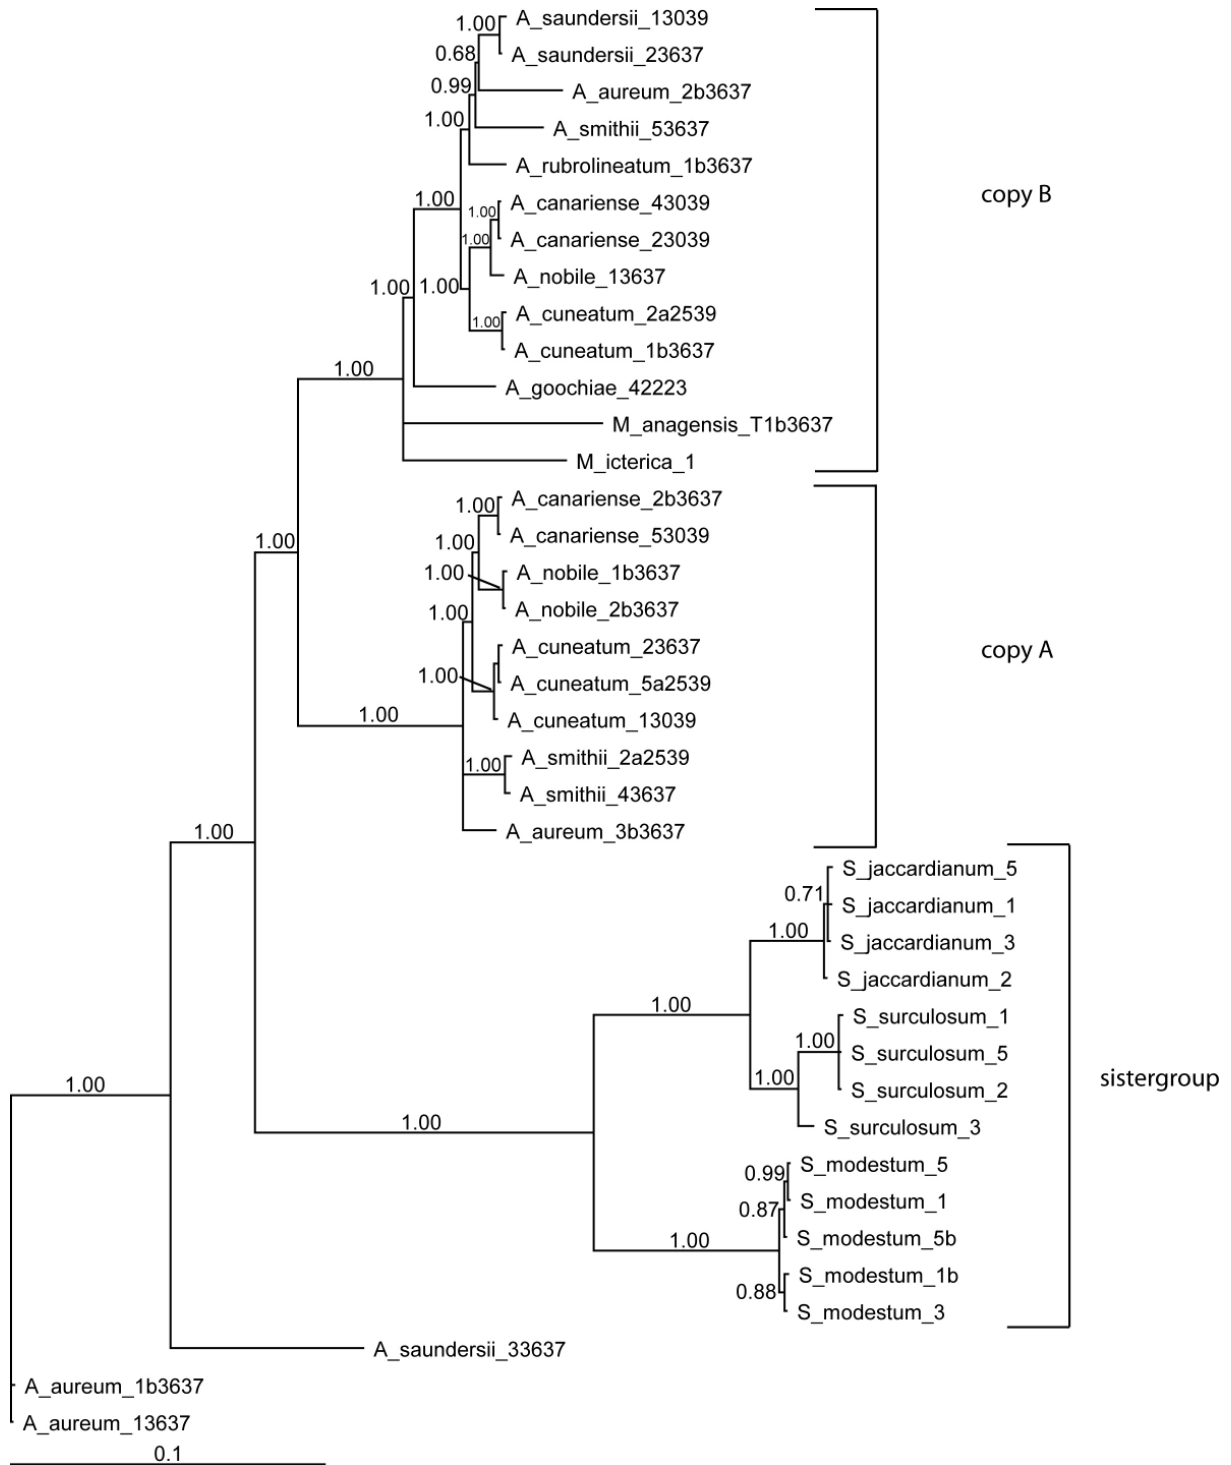 1.00
A_saundersii_13039
0.68
A_saundersii_23637
0.99
A_aureum_2b3637
1.00
A_smithii_53637
A_rubrolineatum_1b3637
1.00
1.00
A_canariense_43039
copy B
1.00
A_canariense_23039
1.00
1.00
A_nobile_13637
1.00
A_cuneatum_2a2539
A_cuneatum_1b3637
1.00
A_goochiae_42223
M_anagensis_T1b3637
M_icterica_1
1.00
A_canariense_2b3637
1.00
1.00
A_canariense_53039
1.00
A_nobile_1b3637
1.00
A_nobile_2b3637
A_cuneatum_23637
copy A
1.00
A_cuneatum_5a2539
1.00
A_cuneatum_13039
1.00
A_smithii_2a2539
A_smithii_43637
1.00
A_aureum_3b3637
S_jaccardianum_5
0.71
S_jaccardianum_1
1.00
S_jaccardianum_3
S_jaccardianum_2
1.00
S_surculosum_1
1.00
S_surculosum_5
1.00
S_surculosum_2
sistergroup
1.00
1.00
S_surculosum_3
0.99
S_modestum_5
0.87
S_modestum_1
1.00
S_modestum_5b
0.88
S_modestum_1b
S_modestum_3
A_saundersii_33637
A_aureum_1b3637
A_aureum_13637
0.1